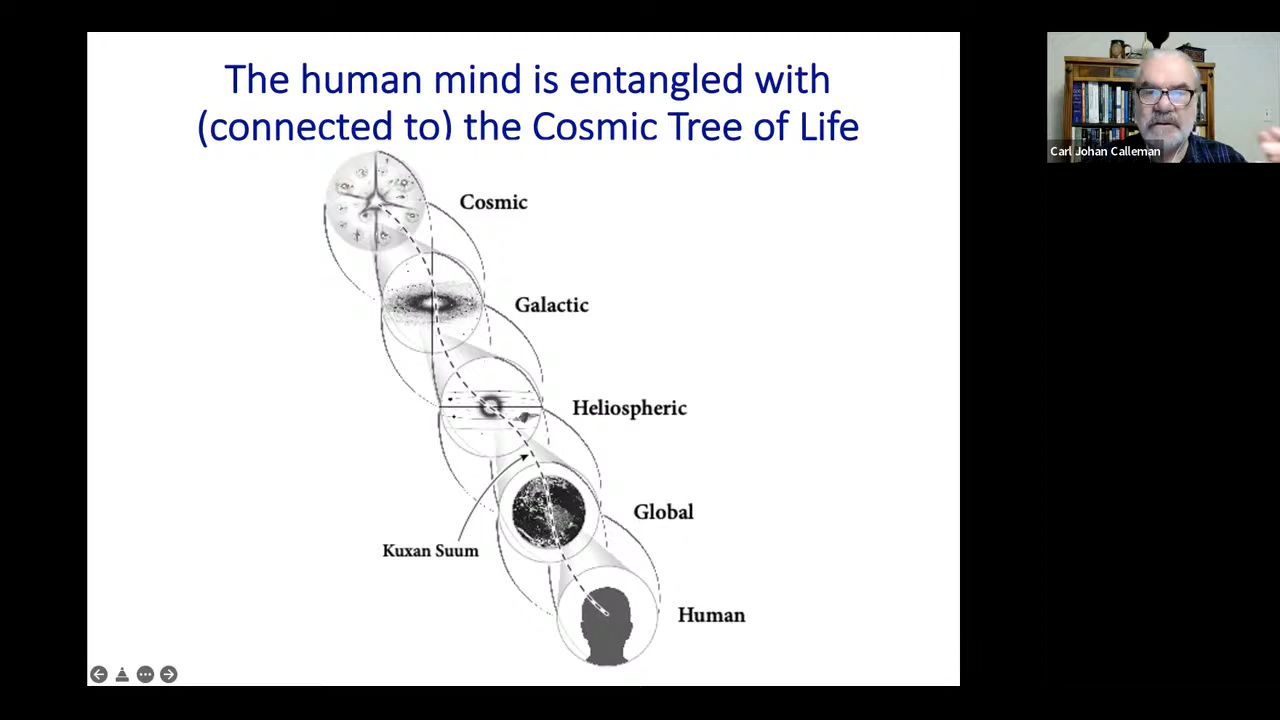 The human mind is entangled with
(connected to) the Cosmic Tree of Life
Cosmic
Galactic
Heliospheric
Global
Kuxan Suum
Human
Carl Johan Calleman